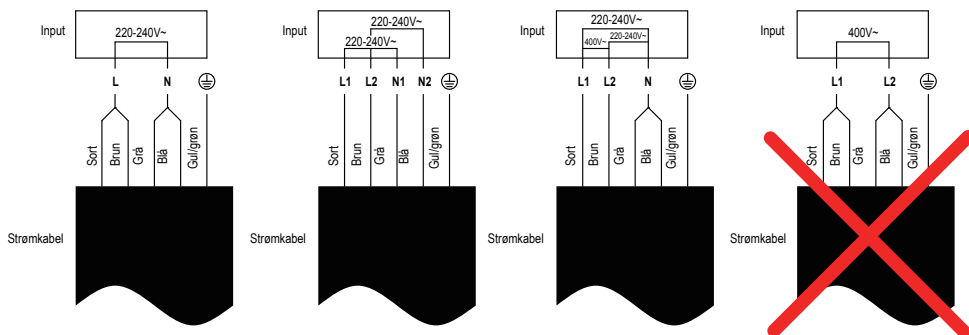 Input
220-240V~
L N
Sort
Brun
Grå
Blå
Gul/grøn
Strømkabel
Input
220-240V~
220-240V~
L1 L2 N1 N2
Sort
Brun
Grå
Blå
Gul/grøn
Strømkabel
Input
220-240V~
400V~
220-240V~
L1 L2 N
Sort
Brun
Grå
Blå
Gul/grøn
Strømkabel
Input
400V~
L1 L2
Sort
Brun
Grå
Blå
Gul/grøn
Strømkabel